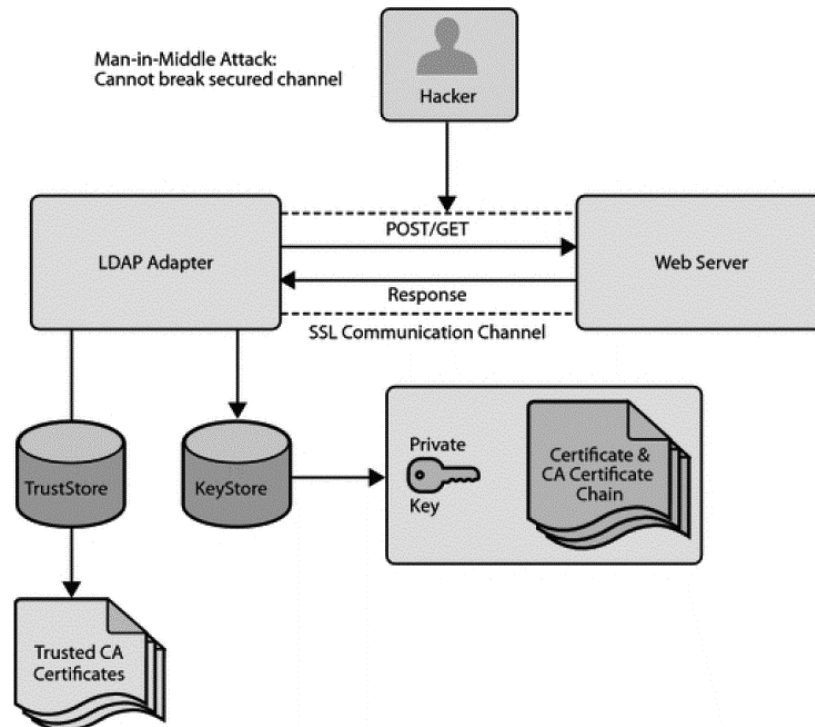 Man-in-Middle Attack:
Cannot break secured channel
Hacker
LDAP Adapter
POST/GET
Response
SSL Communication Channel
Web Server
TrustStore
KeyStore
Private
Key
Certificate &
CA Certificate
Chain
Trusted CA
Certificates